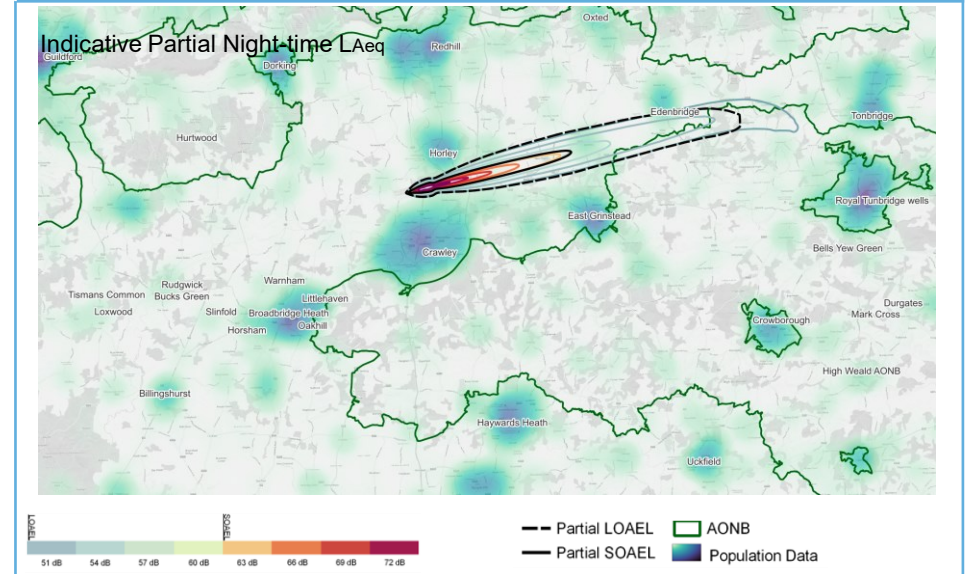 Indicative Partial Night-time LAeq
Oxted
Guildford
Redhill
Dorking
Edenbridge
Tonbridge
Hurtwood
Horley
Royal Tunbridge wells
East Grinstead
Crawley
Bells Yew Green
Warnham
Rudgwick
Tismans Common
Bucks Green
Littlehaven
Loxwood
Slinfold
Broadbridge Heath
Durgates
Mark Cross
Horsham
Oakhill
Crowborough
High Weald AONB
Billingshurst
Haywards Heath
Uckfield
LOAEL
SOAEL
51 dB 54 dB 57 dB 60 dB 63 dB 66 dB 69 dB 72 dB
Partial LOAEL
AONB
Partial SOAEL
Population Data